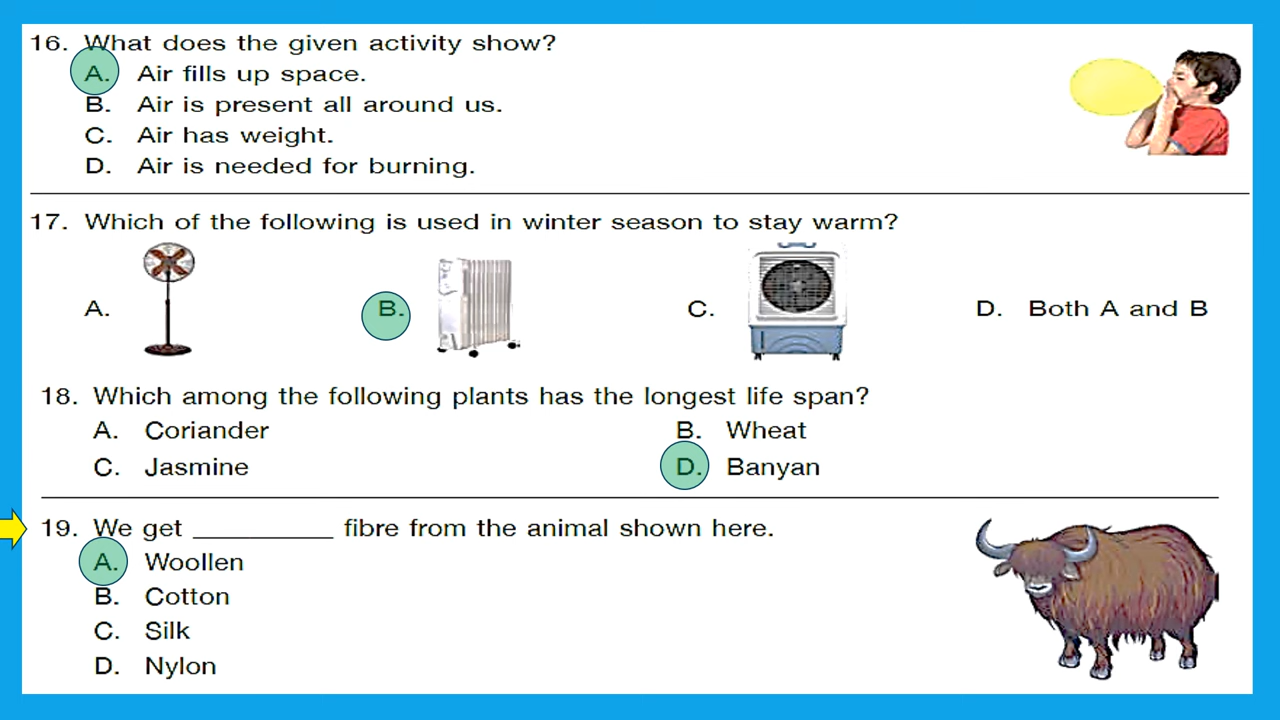 16. What does the given activity show?
A. Air fills up space.
B. Air is present all around us.
C. Air has weight.
D. Air is needed for burning.
17. Which of the following is used in winter season to stay warm?
A. B. C. D. Both A and B
18. Which among the following plants has the longest life span?
A. Coriander B. Wheat
C. Jasmine D. Banyan
19. We get __________ fibre from the animal shown here.
A. Woollen
B. Cotton
C. Silk
D. Nylon